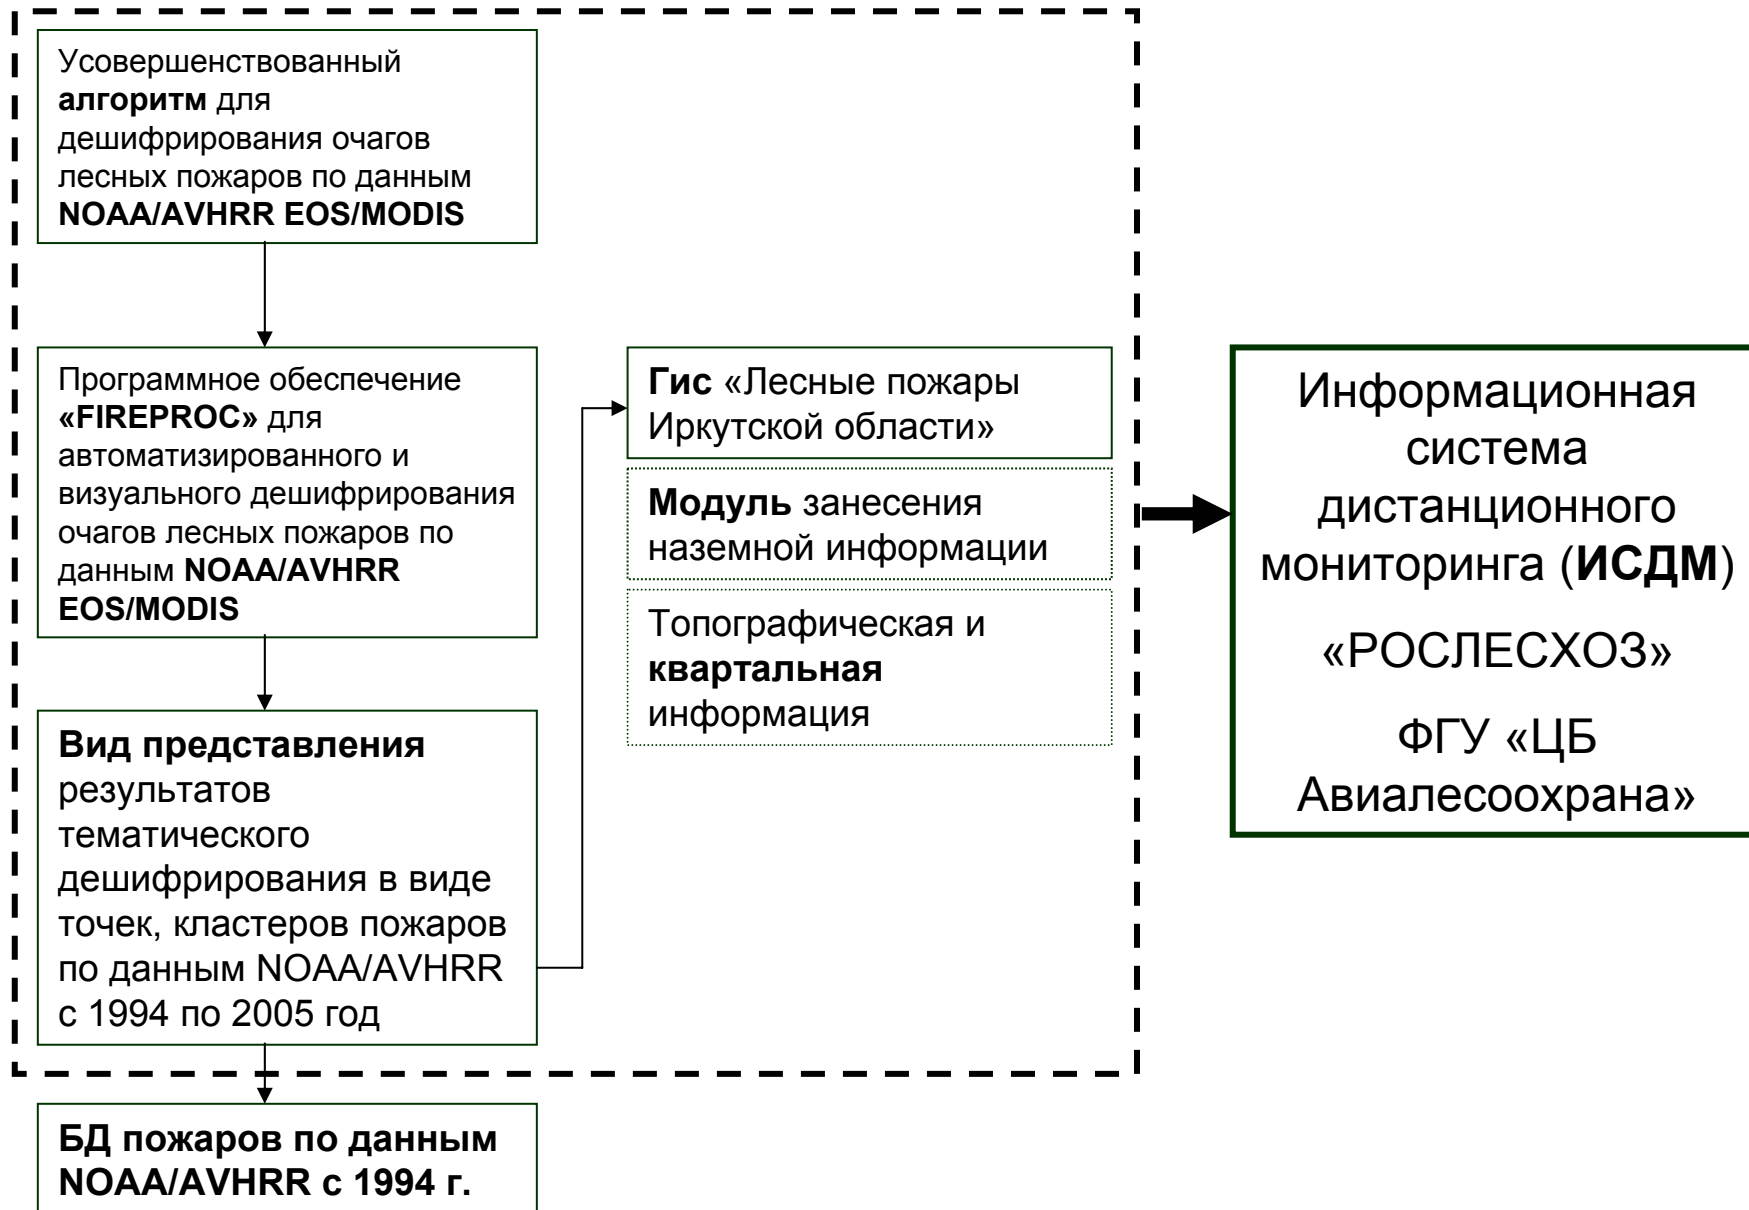 Усовершенствованный
алгоритм для
дешифрирования очагов
лесных пожаров по данным
NOAA/AVHRR EOS/MODIS
Программное обеспечение
«FIREPROC» для
автоматизированного и
визуального дешифрирования
очагов лесных пожаров по
данным NOAA/AVHRR
EOS/MODIS
Вид представления
результатов
тематического
дешифрирования в виде
точек, кластеров пожаров
по данным NOAA/AVHRR
с 1994 по 2005 год
БД пожаров по данным
NOAA/AVHRR с 1994 г.
Гис «Лесные пожары
Иркутской области»
Модуль занесения
наземной информации
Топографическая и
квартальная
информация
Информационная
система
дистанционного
мониторинга (ИСДМ)
«РОСЛЕСХОЗ»
ФГУ «ЦБ
Авиалесоохрана»